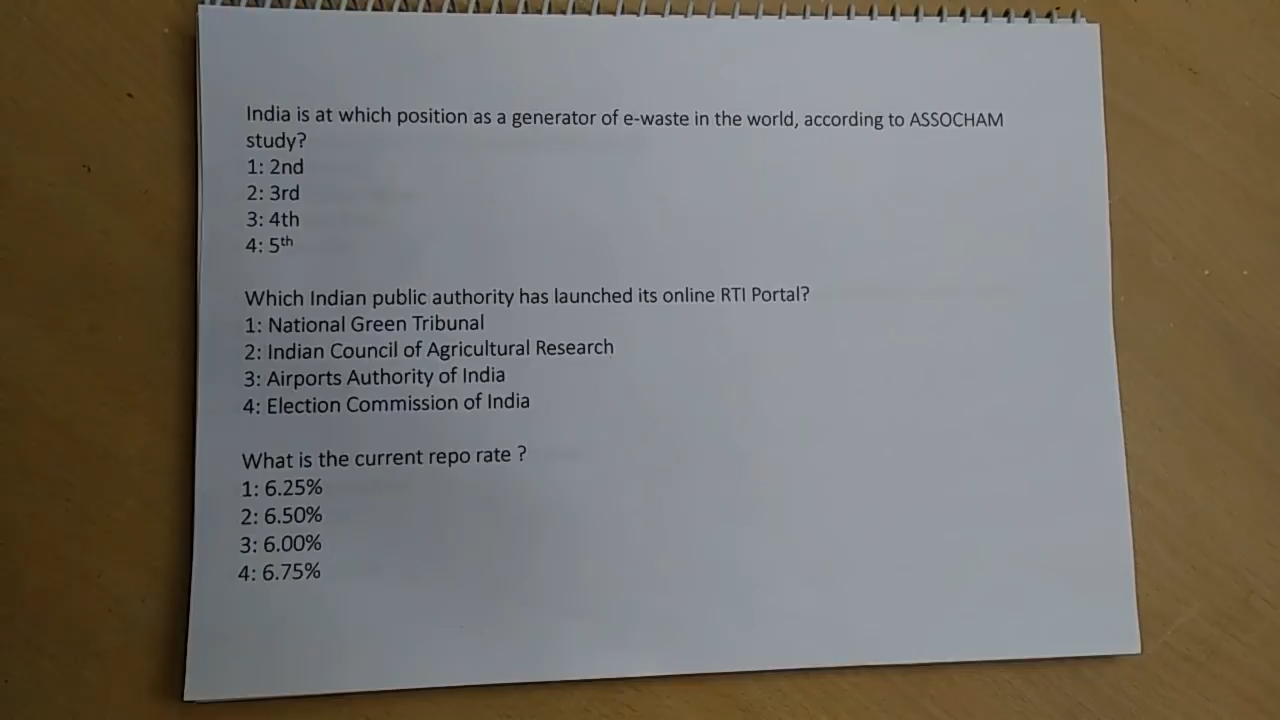 India is at which position as a generator of e-waste in the world, according to ASSOCHAM
study?
1: 2nd
2: 3rd
3: 4th
4: 5th

Which Indian public authority has launched its online RTI Portal?
1: National Green Tribunal
2: Indian Council of Agricultural Research
3: Airports Authority of India
4: Election Commission of India

What is the current repo rate ?
1: 6.25%
2: 6.50%
3: 6.00%
4: 6.75%